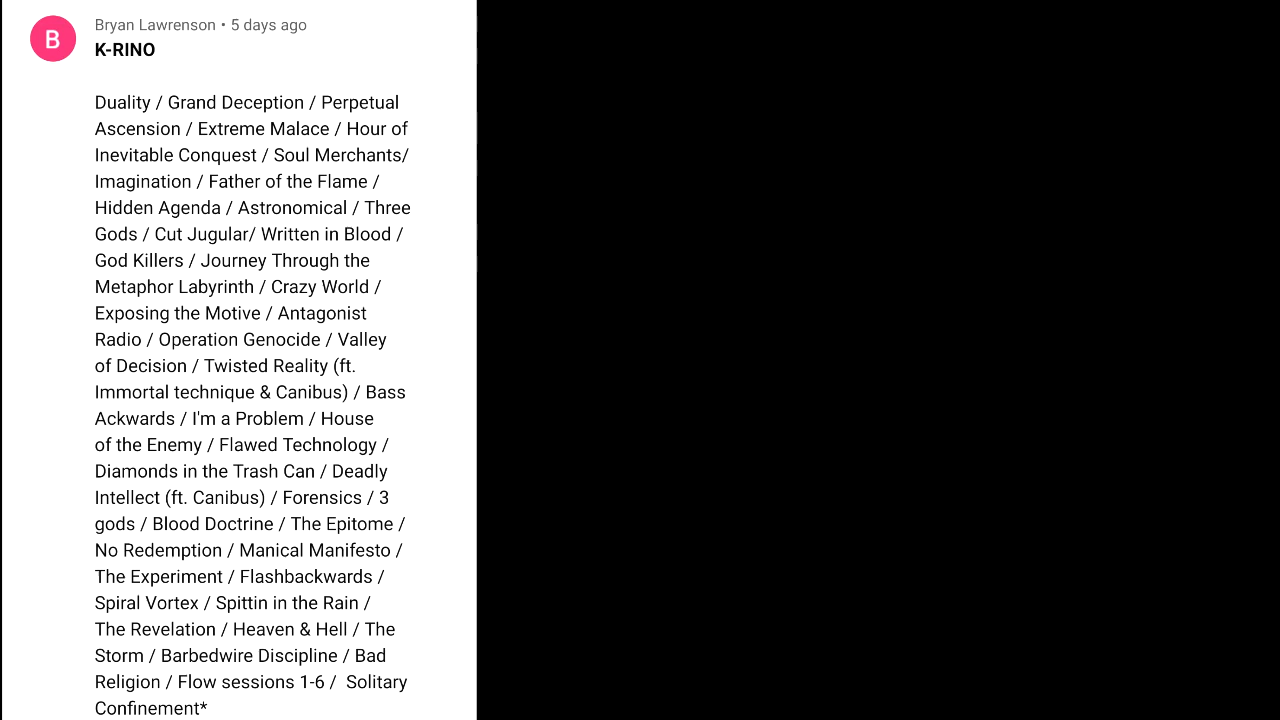 B
Bryan Lawrenson • 5 days ago
K-RINO
Duality / Grand Deception / Perpetual
Ascension / Extreme Malace / Hour of
Inevitable Conquest / Soul Merchants/
Imagination / Father of the Flame /
Hidden Agenda / Astronomical / Three
Gods / Cut Jugular/ Written in Blood /
God Killers / Journey Through the
Metaphor Labyrinth / Crazy World /
Exposing the Motive / Antagonist
Radio / Operation Genocide / Valley
of Decision / Twisted Reality (ft.
Immortal technique & Canibus) / Bass
Ackwards / I'm a Problem / House
of the Enemy / Flawed Technology /
Diamonds in the Trash Can / Deadly
Intellect (ft. Canibus) / Forensics / 3
gods / Blood Doctrine / The Epitome /
No Redemption / Manical Manifesto /
The Experiment / Flashbackwards /
Spiral Vortex / Spittin in the Rain /
The Revelation / Heaven & Hell / The
Storm / Barbedwire Discipline / Bad
Religion / Flow sessions 1-6 /  Solitary
Confinement*